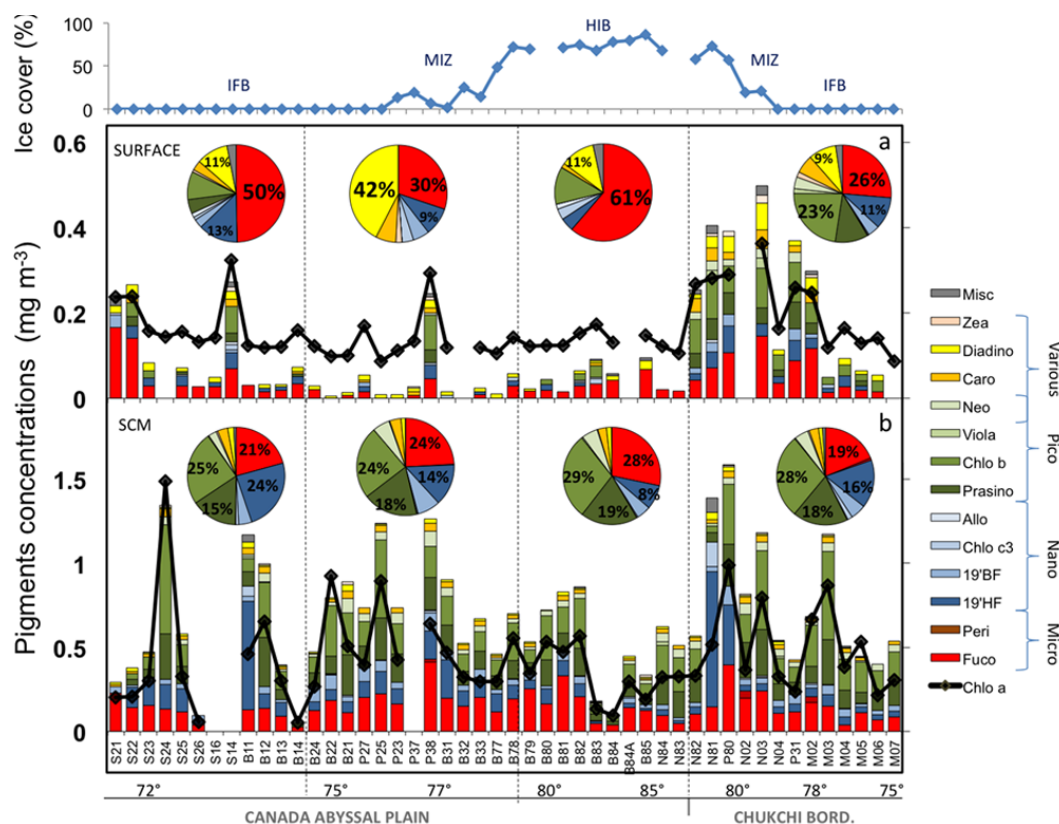 Ice cover (%)
100
50
0
IFB
MIZ
HIB
MIZ
IFB
Pigments concentrations (mg m-3)
0.6
0.4
0.2
0
SURFACE
a
11%
50%
13%
42%
30%
9%
11%
61%
9%
26%
11%
23%
SCM
b
1.5
1
0.5
0
21%
24%
15%
25%
24%
14%
18%
24%
28%
8%
19%
29%
19%
16%
18%
28%
S21 S22 S23 S24 S25 S26 S16 S14 B11 B12 B13 B14 B24 B22 B21 P27 P25 P23 P37 P38 B31 B32 B33 B77 B78 B79 B80 B81 B82 B83 B84 B84A B85 N84 N83 N82 N81 P80 N02 N03 N04 P31 M02 M03 M04 M05 M06 M07
72° 75° 77° 80° 85° 80° 78° 75°
CANADA ABYSSAL PLAIN CHUKCHI BORD.
Misc
Zea
Diadino
Caro
Neo
Viola
Chlo b
Prasino
Allo
Chlo c3
19'BF
19'HF
Peri
Fuco
Chlo a
Various
Pico
Nano
Micro